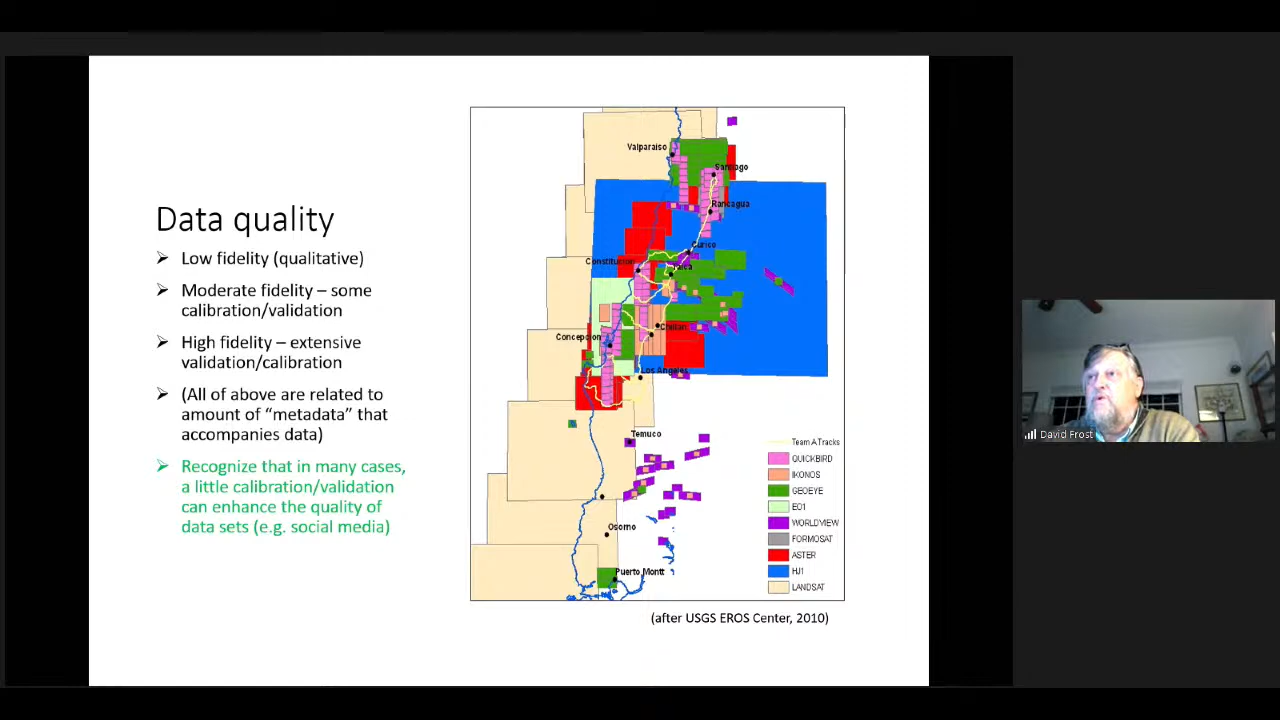 Data quality
Low fidelity (qualitative)
Moderate fidelity – some
calibration/validation
High fidelity – extensive
validation/calibration
(All of above are related to
amount of “metadata” that
accompanies data)
Recognize that in many cases,
a little calibration/validation
can enhance the quality of
data sets (e.g. social media)
Valparaiso
Santiago
Rancagua
Curico
Constitucion
Talca
Chillan
Concepcion
Los Angeles
Temuco
Osorno
Puerto Montt
Team A Tracks
QUICKBIRD
IKONOS
GEOEYE
EO1
WORLDVIEW
FORMOSAT
ASTER
HJ1
LANDSAT
(after USGS EROS Center, 2010)
David Frost